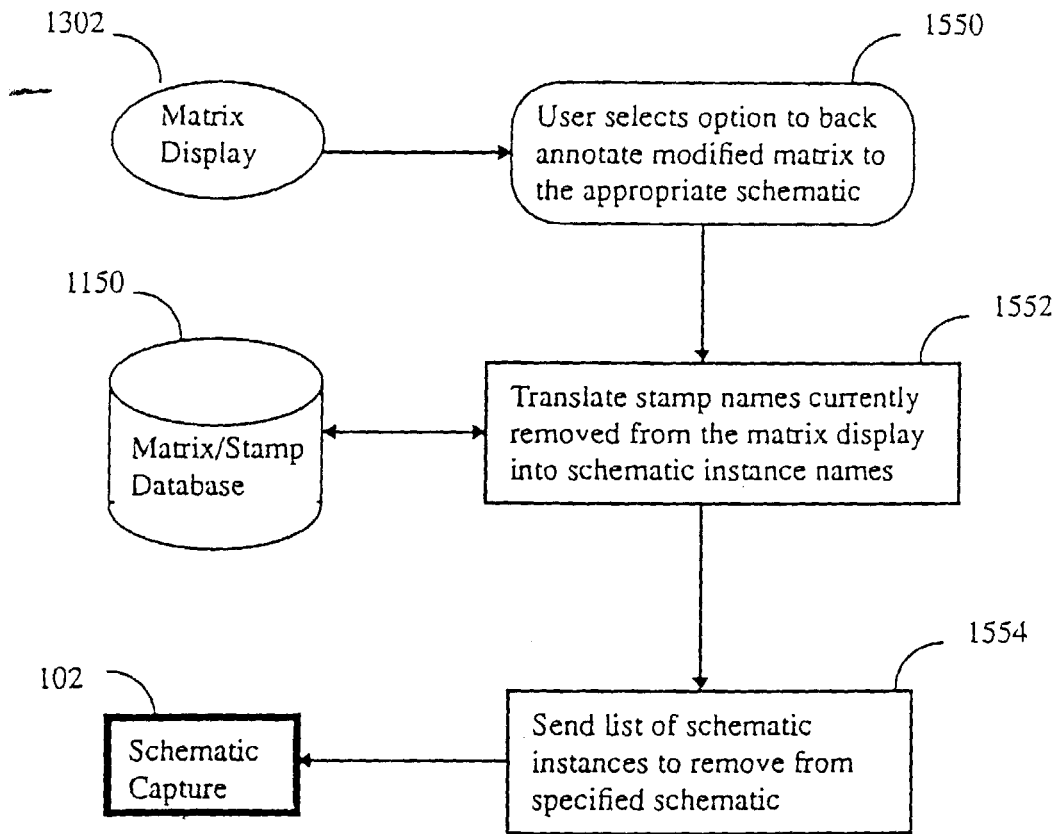 1302
1550
Matrix
Display
User selects option to back
annotate modified matrix to
the appropriate schematic
1150
1552
Matrix/Stamp
Database
Translate stamp names currently
removed from the matrix display
into schematic instance names
1554
102
Schematic
Capture
Send list of schematic
instances to remove from
specified schematic